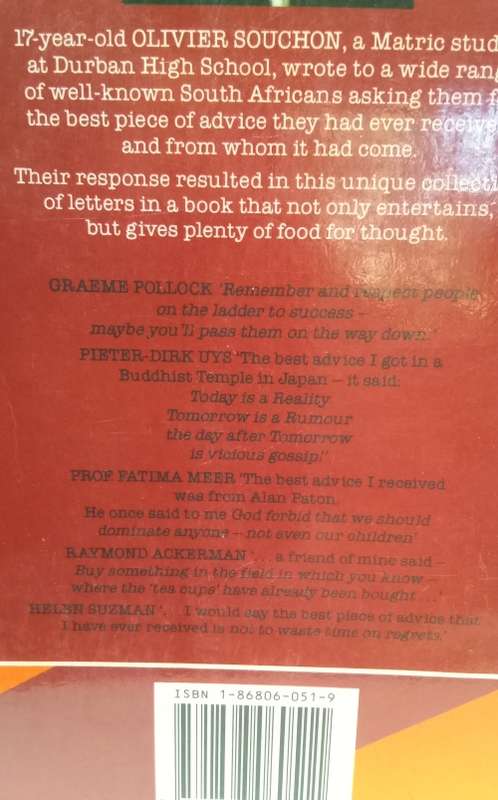 17-year-old OLIVIER SOUCHON, a Matric stud
at Durban High School, wrote to a wide ran
of well-known South Africans asking them f
the best piece of advice they had ever receive
and from whom it had come.
Their response resulted in this unique collecti
of letters in a book that not only entertains,
but gives plenty of food for thought.
GRAEME POLLOCK 'Remember and respect people
on the ladder to success –
maybe you'll pass them on the way down.'
PIETER-DIRK UYS 'The best advice I got in a
Buddhist Temple in Japan – it said:
Today is a Reality
Tomorrow is a Rumour
the day after Tomorrow
is vicious gossip!'
PROF FATIMA MEER 'The best advice I received
was from Alan Paton.
He once said to me God forbid that we should
dominate anyone – not even our children'
RAYMOND ACKERMAN '. . . a friend of mine said –
Buy something in the field in which you know –
where the 'tea cups' have already been bought . . .'
HELEN SUZMAN '. . . I would say the best piece of advice that
I have ever received is not to waste time on regrets.'
ISBN 1-86806-051-9